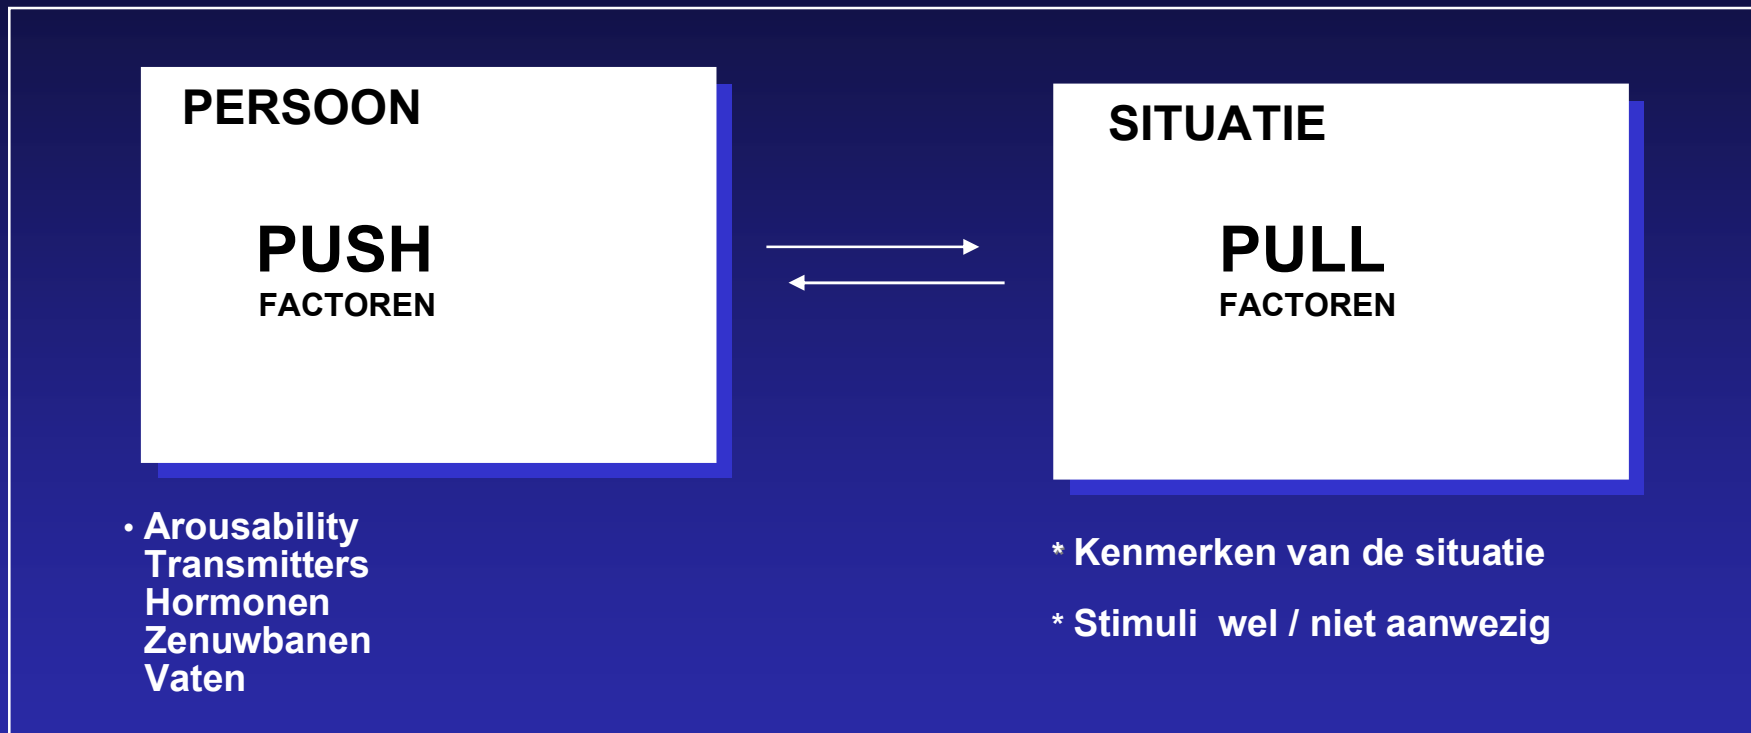 PERSOON
PUSH
FACTOREN
• Arousability
Transmitters
Hormonen
Zenuwbanen
Vaten
SITUATIE
PULL
FACTOREN
* Kenmerken van de situatie
* Stimuli wel / niet aanwezig